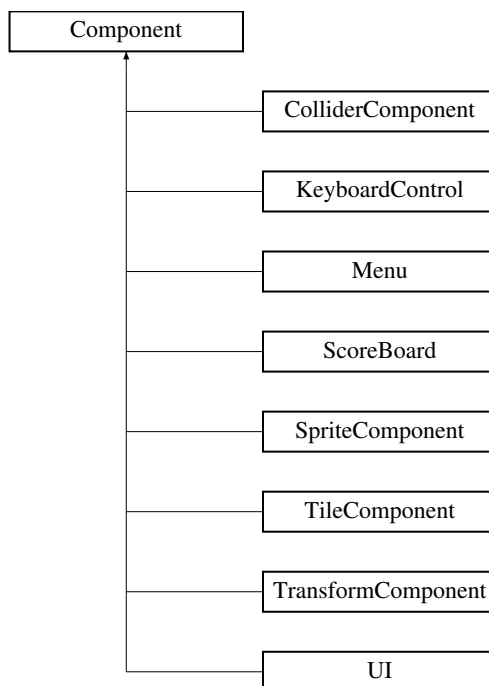 Component
ColliderComponent
KeyboardControl
Menu
ScoreBoard
SpriteComponent
TileComponent
TransformComponent
UI